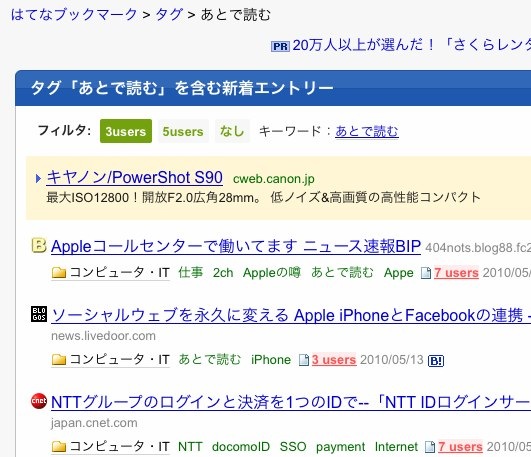 はてなブックマーク > タグ > あとで読む
PR 20万人以上が選んだ！「さくらレンタ
タグ「あとで読む」を含む新着エントリー
フィルタ: 3users 5users なし キーワード：あとで読む
キヤノン/PowerShot S90 cweb.canon.jp
最大ISO12800！開放F2.0広角28mm。 低ノイズ&高画質の高性能コンパクト
B Appleコールセンターで働いてます ニュース速報BIP 404nots.blog88.fc2
コンピュータ・IT 仕事 2ch Appleの噂 あとで読む Appe 7 users 2010/05/
BLOGOS ソーシャルウェブを永久に変える Apple iPhoneとFacebookの連携 -
news.livedoor.com
コンピュータ・IT あとで読む iPhone 3 users 2010/05/13 B!
cnet NTTグループのログインと決済を1つのIDで--「NTT IDログインサー
japan.cnet.com
コンピュータ・IT NTT docomoID SSO payment Internet 7 users 2010/05